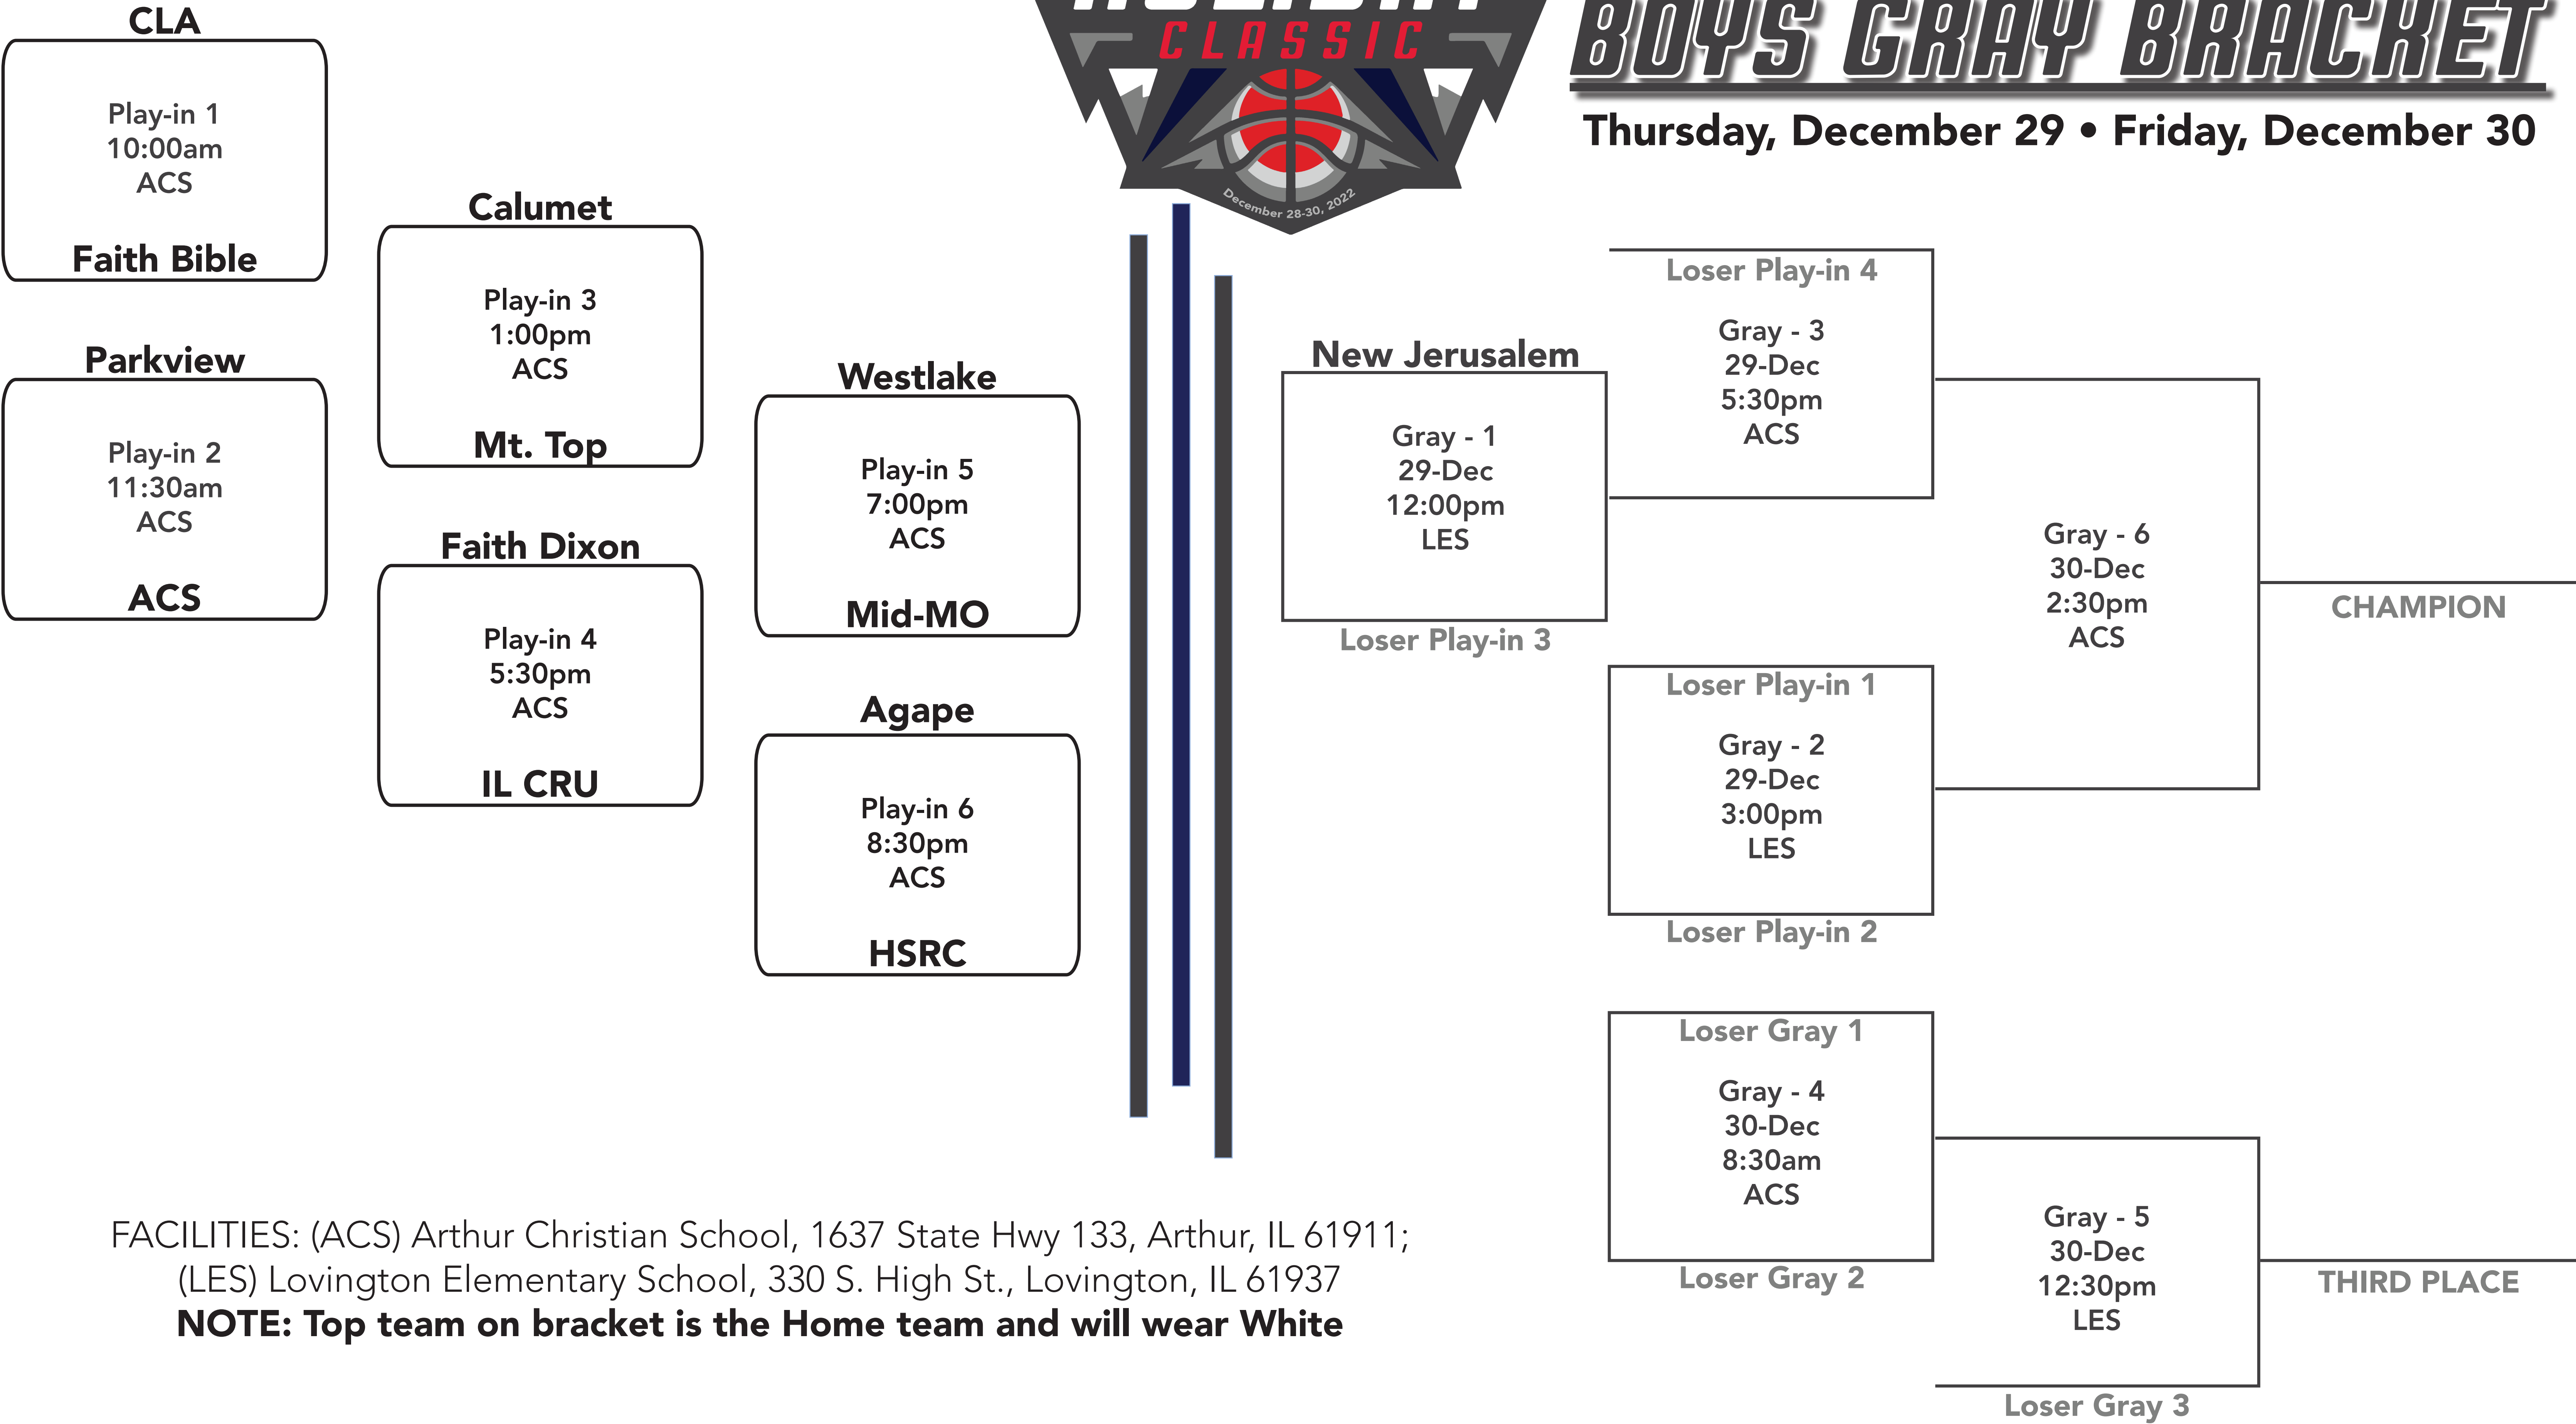 CLASSIC
December 28-30, 2022
BOYS GRAY BRACKET
Thursday, December 29 • Friday, December 30
CLA
Play-in 1
10:00am
ACS
Faith Bible
Parkview
Play-in 2
11:30am
ACS
ACS
Calumet
Play-in 3
1:00pm
ACS
Mt. Top
Faith Dixon
Play-in 4
5:30pm
ACS
IL CRU
Westlake
Play-in 5
7:00pm
ACS
Mid-MO
Agape
Play-in 6
8:30pm
ACS
HSRC
New Jerusalem
Gray - 1
29-Dec
12:00pm
LES
Loser Play-in 3
Loser Play-in 4
Gray - 3
29-Dec
5:30pm
ACS
Loser Play-in 1
Gray - 2
29-Dec
3:00pm
LES
Loser Play-in 2
Gray - 6
30-Dec
2:30pm
ACS
CHAMPION
Loser Gray 1
Gray - 4
30-Dec
8:30am
ACS
Loser Gray 2
Gray - 5
30-Dec
12:30pm
LES
Loser Gray 3
THIRD PLACE
FACILITIES: (ACS) Arthur Christian School, 1637 State Hwy 133, Arthur, IL 61911;
(LES) Lovington Elementary School, 330 S. High St., Lovington, IL 61937
NOTE: Top team on bracket is the Home team and will wear White